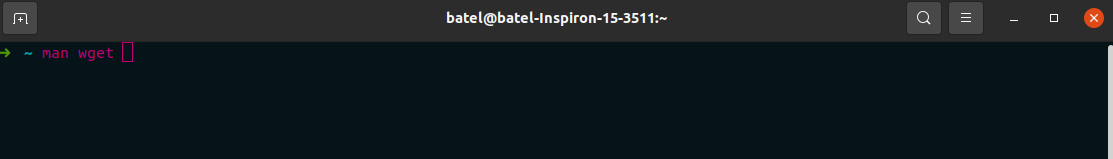 batel@batel-Inspiron-15-3511:~
➜ ~ man wget